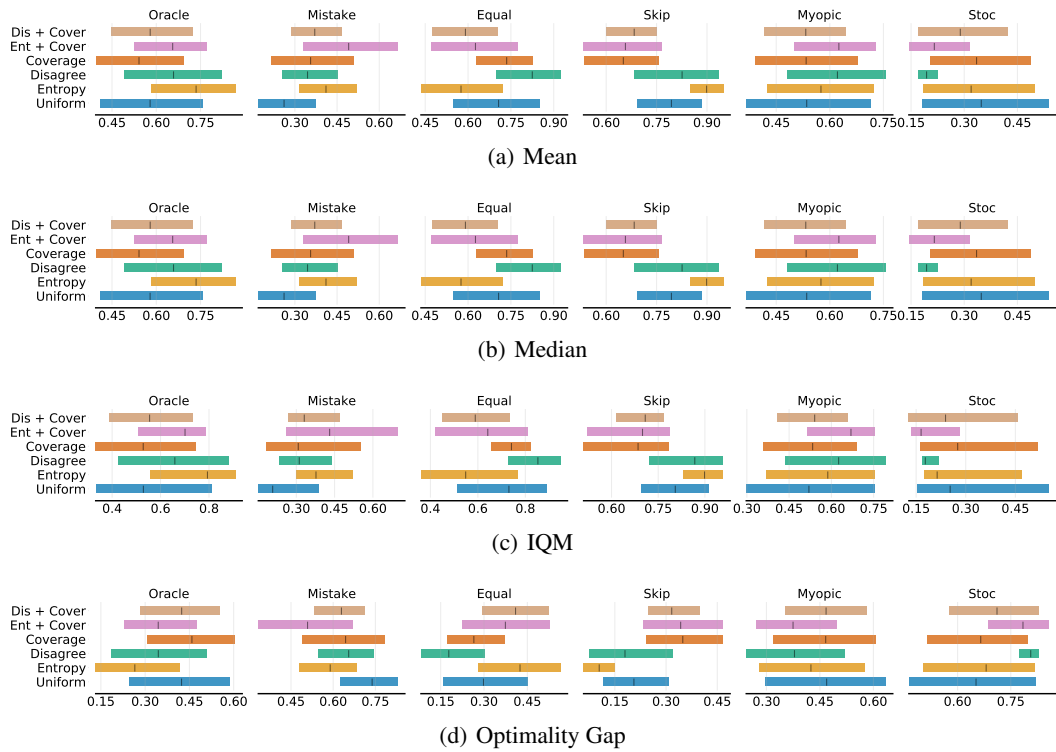 Oracle Mistake Equal Skip Myopic Stoc
Dis + Cover
Ent + Cover
Coverage
Disagree
Entropy
Uniform
0.45 0.60 0.75 0.30 0.45 0.60 0.45 0.60 0.75 0.90 0.60 0.75 0.90 0.45 0.60 0.75 0.15 0.30 0.45
(a) Mean
Oracle Mistake Equal Skip Myopic Stoc
Dis + Cover
Ent + Cover
Coverage
Disagree
Entropy
Uniform
0.45 0.60 0.75 0.30 0.45 0.60 0.45 0.60 0.75 0.90 0.60 0.75 0.90 0.45 0.60 0.75 0.15 0.30 0.45
(b) Median
Oracle Mistake Equal Skip Myopic Stoc
Dis + Cover
Ent + Cover
Coverage
Disagree
Entropy
Uniform
0.4 0.6 0.8 0.15 0.30 0.45 0.60 0.4 0.6 0.8 0.60 0.75 0.90 0.30 0.45 0.60 0.75 0.15 0.30 0.45
(c) IQM
Oracle Mistake Equal Skip Myopic Stoc
Dis + Cover
Ent + Cover
Coverage
Disagree
Entropy
Uniform
0.15 0.30 0.45 0.60 0.45 0.60 0.75 0.15 0.30 0.45 0.15 0.30 0.45 0.30 0.45 0.60 0.60 0.75
(d) Optimality Gap